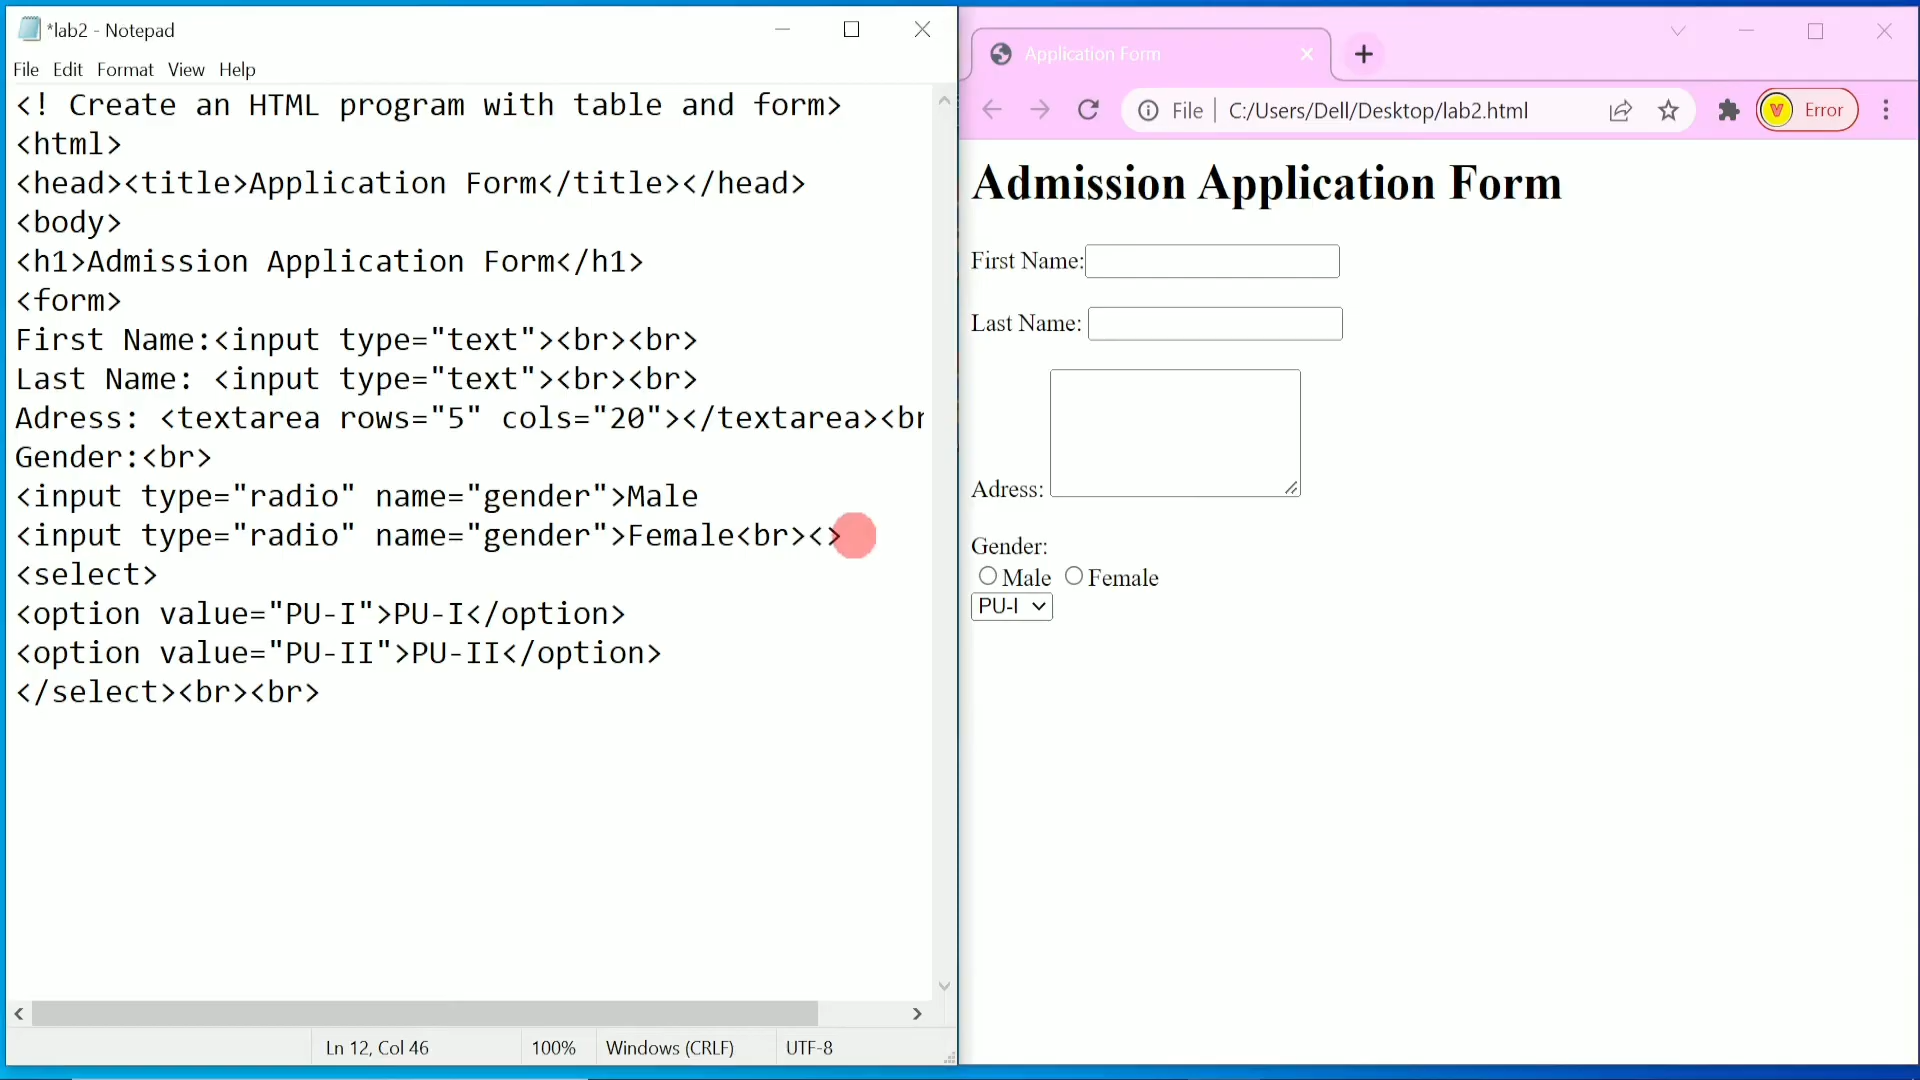 *lab2 - Notepad
File Edit Format View Help
<! Create an HTML program with table and form>
<html>
<head><title>Application Form</title></head>
<body>
<h1>Admission Application Form</h1>
<form>
First Name:<input type="text"><br><br>
Last Name: <input type="text"><br><br>
Adress: <textarea rows="5" cols="20"></textarea><br
Gender:<br>
<input type="radio" name="gender">Male
<input type="radio" name="gender">Female<br><>
<select>
<option value="PU-I">PU-I</option>
<option value="PU-II">PU-II</option>
</select><br><br>
Ln 12, Col 46
100%
Windows (CRLF)
UTF-8
Application Form
File
C:/Users/Dell/Desktop/lab2.html
V
Error
Admission Application Form
First Name:
Last Name:
Adress:
Gender:
Male Female
PU-I